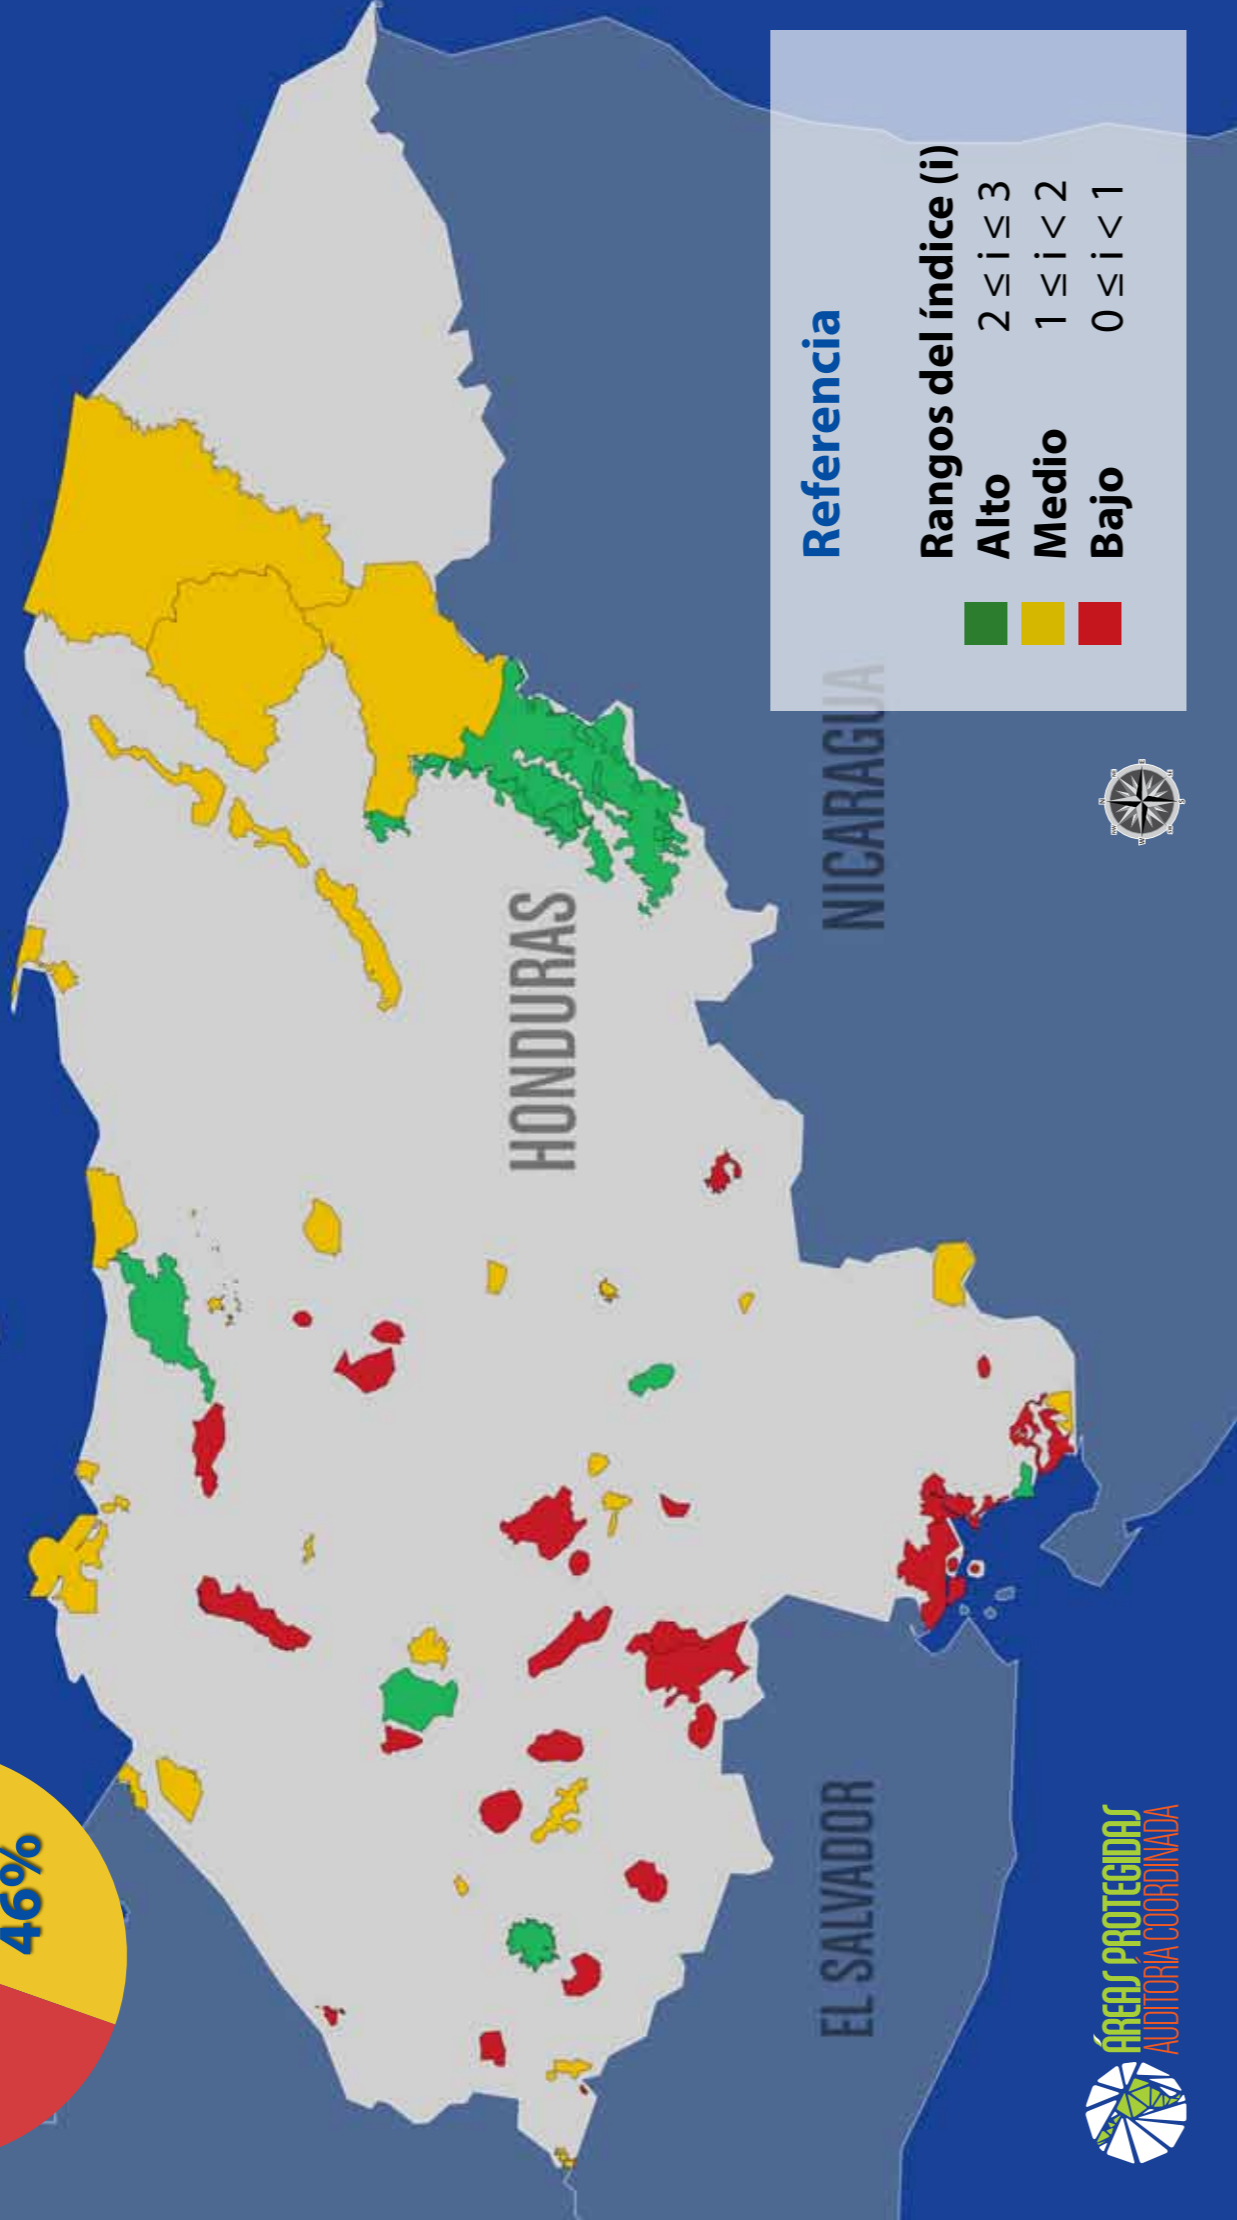 46%
HONDURAS
NICARAGUA
EL SALVADOR
Referencia
Rangos del índice (i)
Alto 2 ≤ i ≤ 3
Medio 1 ≤ i < 2
Bajo 0 ≤ i < 1
ÁREAS PROTEGIDAS
AUDITORÍA COORDINADA